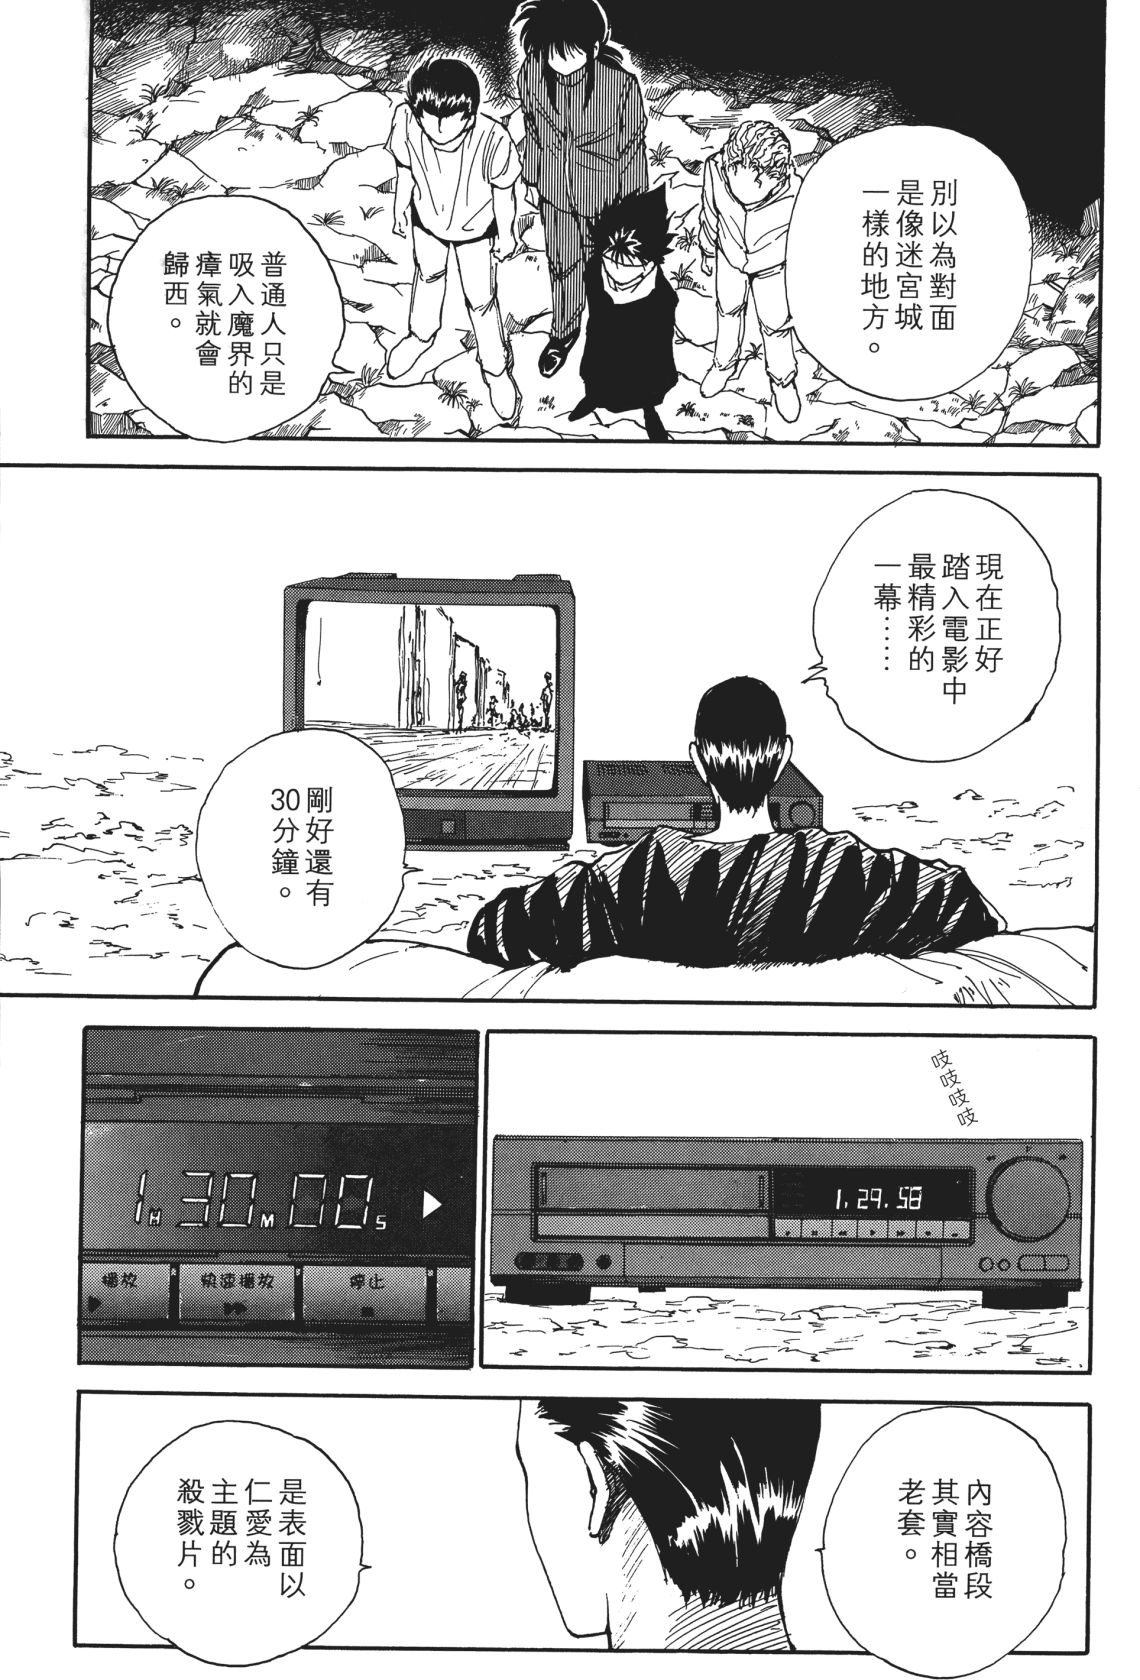 別以為對面
是像迷宮城
一樣的地方。
普通人只是
吸入魔界的
瘴氣就會
歸西。
現在正好
踏入電影中
最精彩的
一幕……
剛好還有
30分鐘。
吱吱吱吱
1.29.58
1H 30M 00S
播放
快速播放
停止
內容橋段
其實相當
老套。
是表面以
仁愛為
主題的
殺戮片。